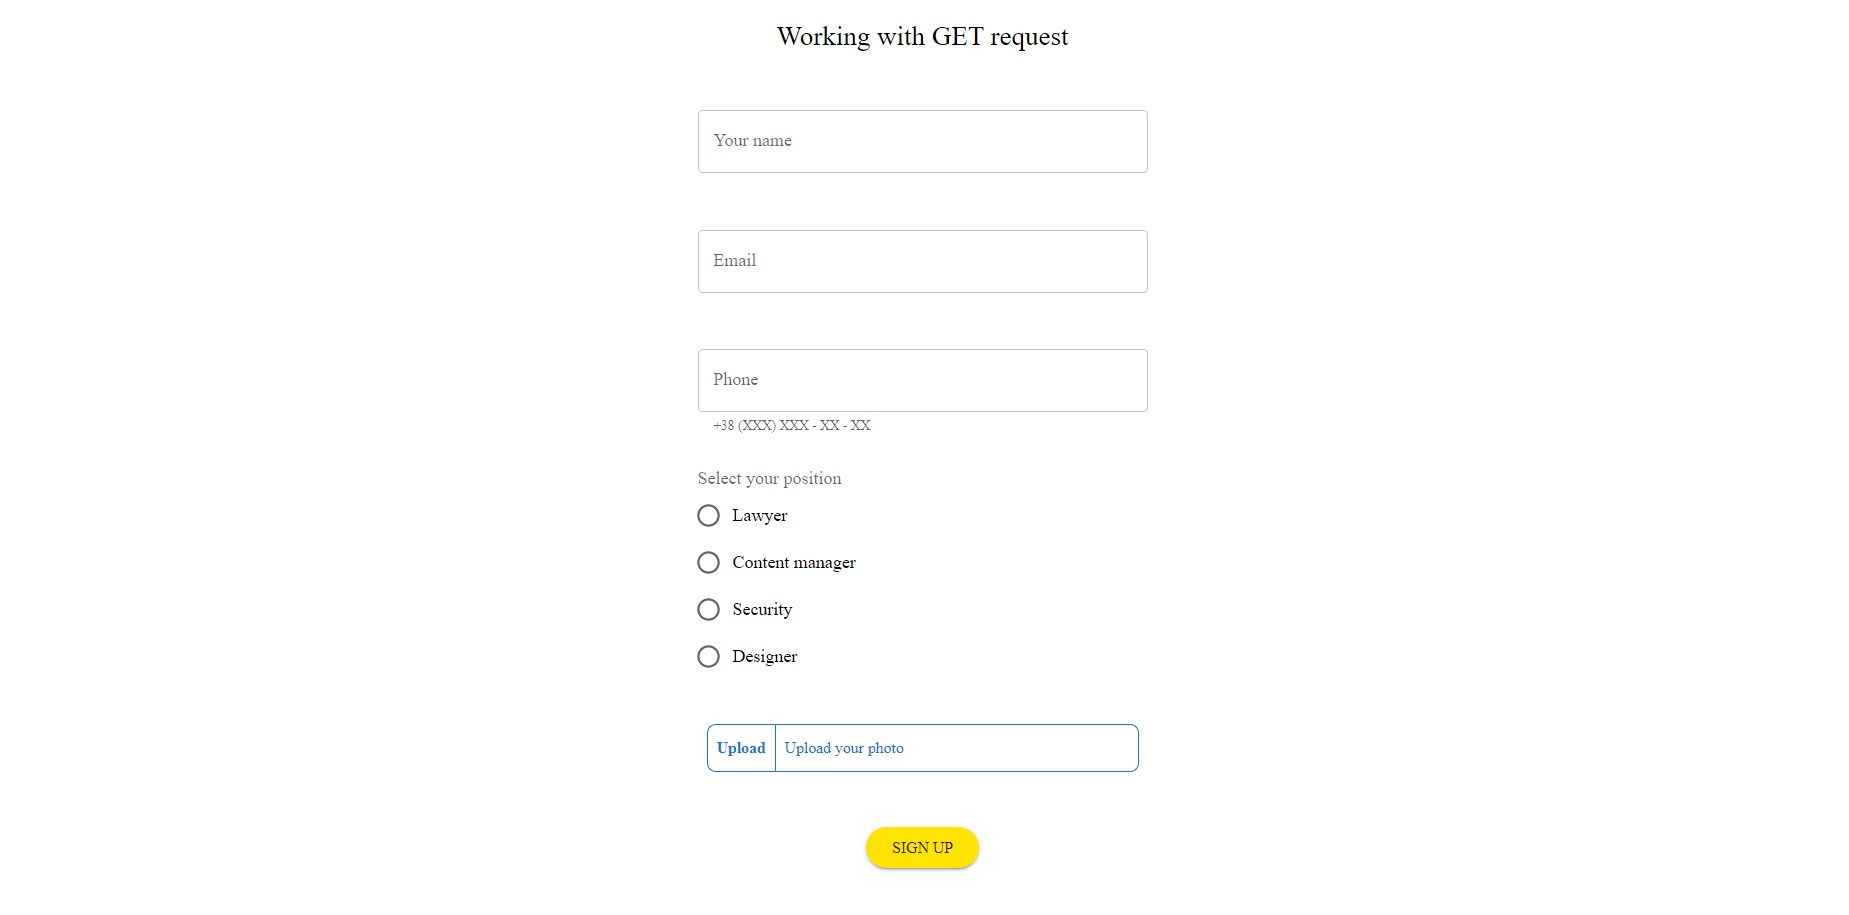 Working with GET request
Your name
Email
Phone
+38 (XXX) XXX - XX - XX
Select your position
Lawyer
Content manager
Security
Designer
Upload Upload your photo
SIGN UP